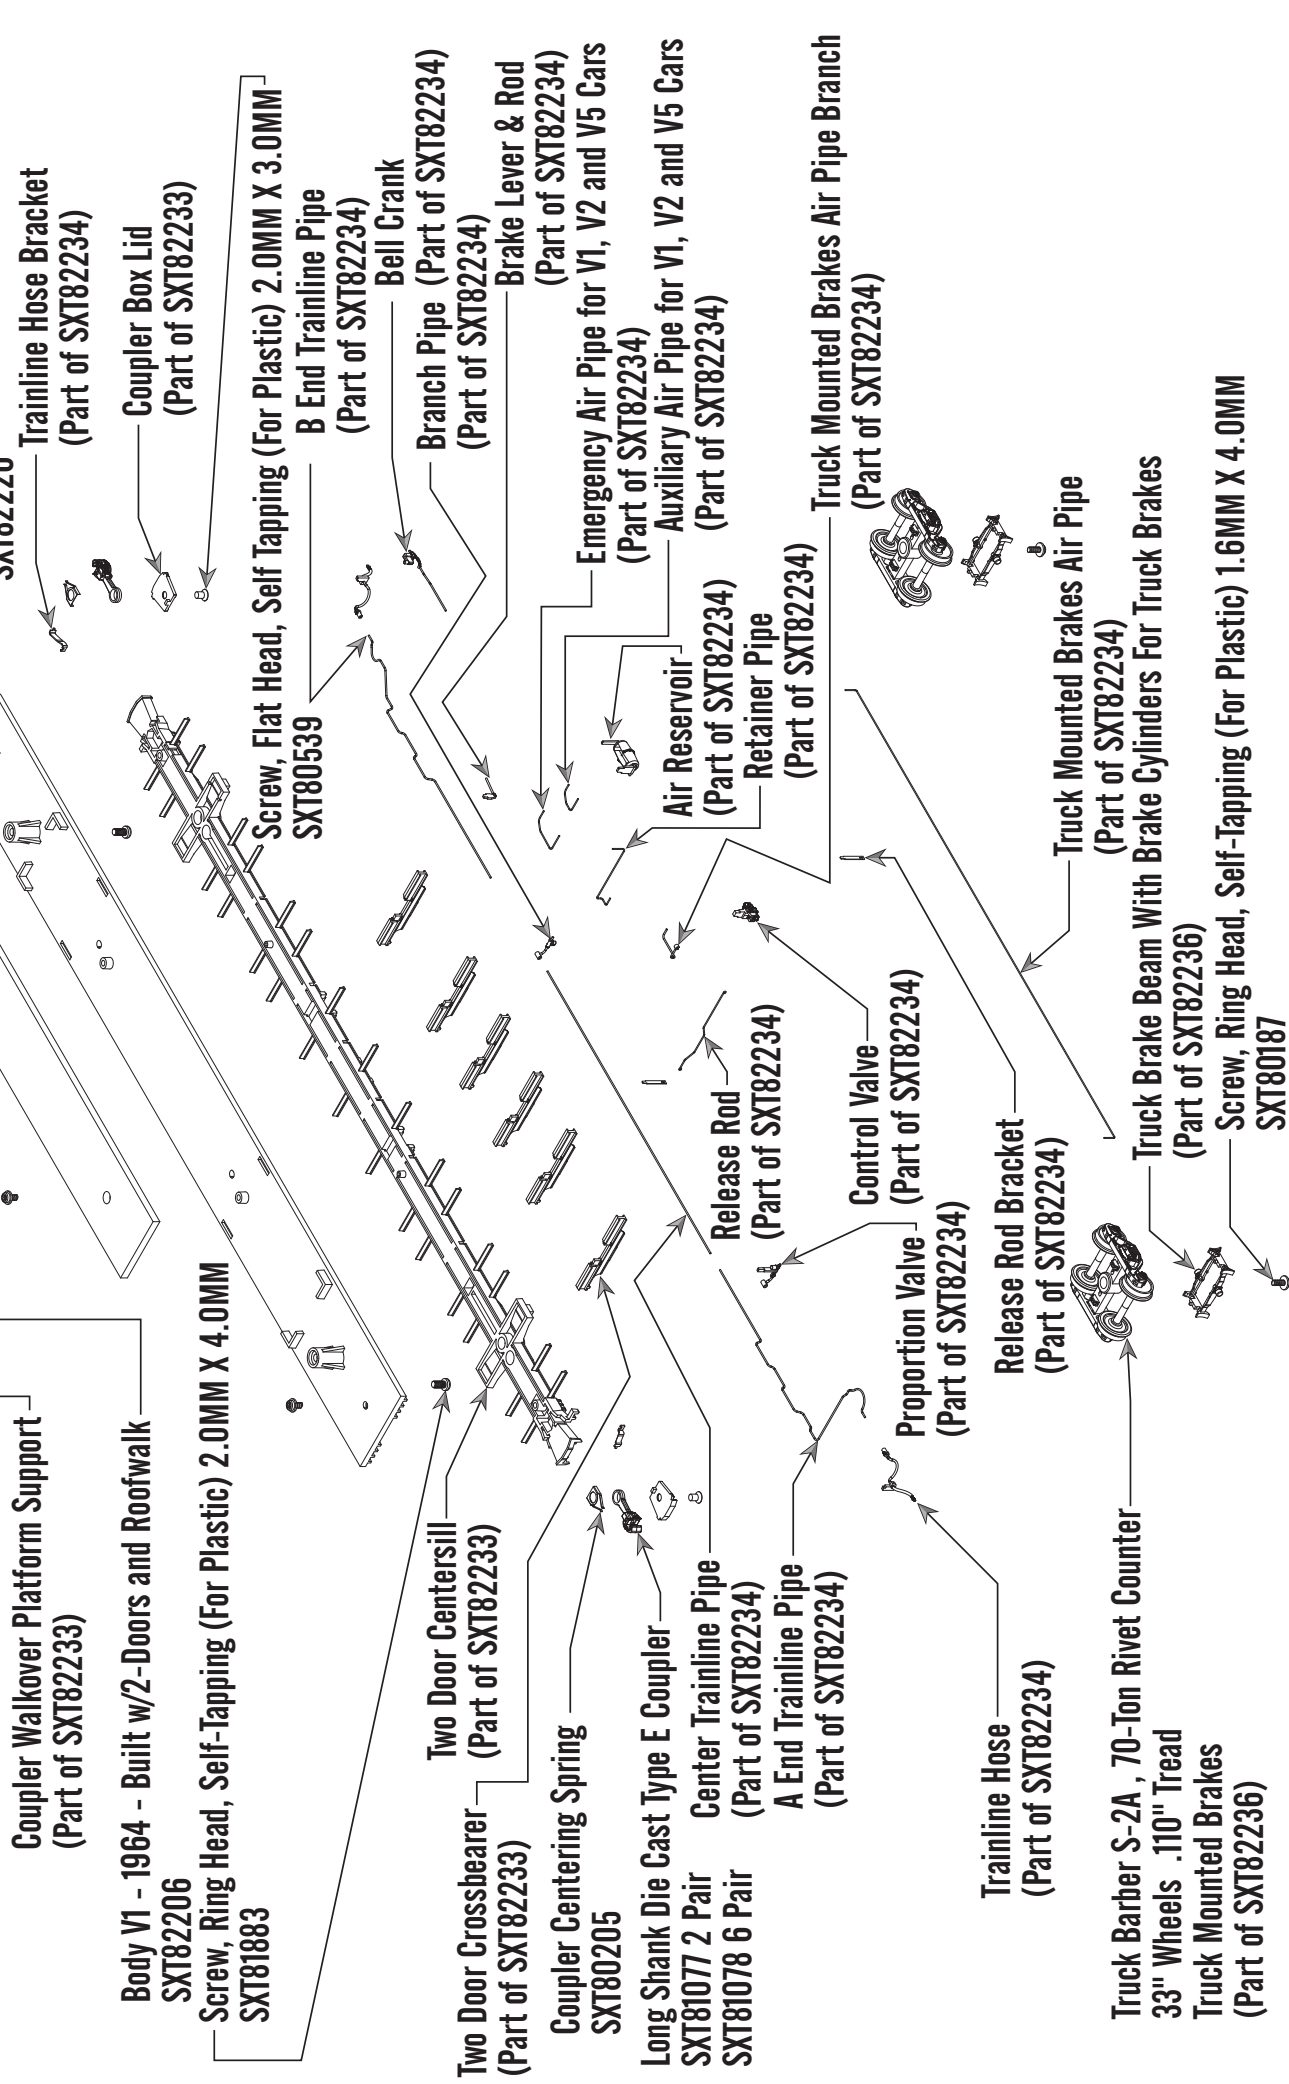 SXT82220
Trainline Hose Bracket
(Part of SXT82234)
Coupler Box Lid
(Part of SXT82233)
Screw, Flat Head, Self Tapping (For Plastic) 2.0MM X 3.0MM
SXT80539
B End Trainline Pipe
(Part of SXT82234)
Bell Crank
(Part of SXT82234)
Branch Pipe
(Part of SXT82234)
Brake Lever & Rod
(Part of SXT82234)
Emergency Air Pipe for V1, V2 and V5 Cars
(Part of SXT82234)
Auxiliary Air Pipe for V1, V2 and V5 Cars
(Part of SXT82234)
Air Reservoir
(Part of SXT82234)
Retainer Pipe
(Part of SXT82234)
Truck Mounted Brakes Air Pipe Branch
(Part of SXT82234)
Truck Mounted Brakes Air Pipe
(Part of SXT82234)
Truck Brake Beam With Brake Cylinders For Truck Brakes
(Part of SXT82236)
Screw, Ring Head, Self-Tapping (For Plastic) 1.6MM X 4.0MM
SXT80187
Release Rod
(Part of SXT82234)
Control Valve
(Part of SXT82234)
Proportion Valve
(Part of SXT82234)
Release Rod Bracket
(Part of SXT82234)
Coupler Walkover Platform Support
(Part of SXT82233)
Body V1 - 1964 - Built w/2-Doors and Roofwalk
SXT82206
Screw, Ring Head, Self-Tapping (For Plastic) 2.0MM X 4.0MM
SXT81883
Two Door Centersill
(Part of SXT82233)
Two Door Crossbearer
(Part of SXT82233)
Coupler Centering Spring
SXT80205
Long Shank Die Cast Type E Coupler
SXT81077 2 Pair
SXT81078 6 Pair
Center Trainline Pipe
(Part of SXT82234)
A End Trainline Pipe
(Part of SXT82234)
Trainline Hose
(Part of SXT82234)
Truck Barber S-2A , 70-Ton Rivet Counter
33" Wheels .110" Tread
Truck Mounted Brakes
(Part of SXT82236)